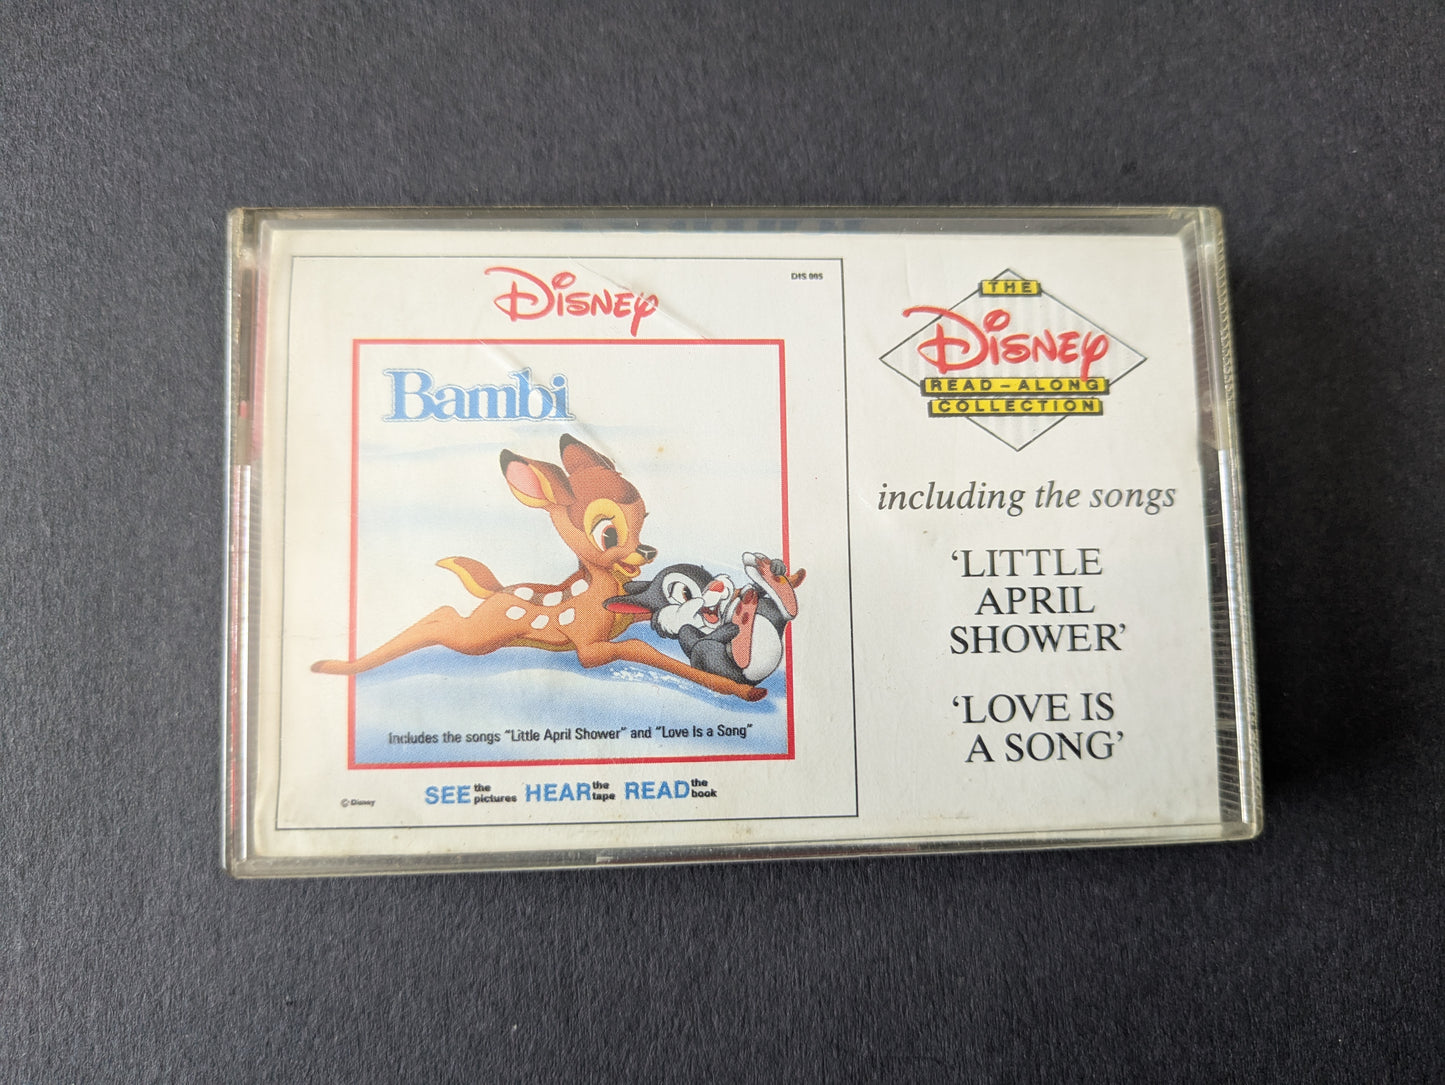 DIS 005
Disney
Bambi
Includes the songs "Little April Shower" and "Love Is a Song"
SEE the pictures HEAR the tape READ the book
© Disney
THE
Disney
READ-ALONG
COLLECTION
including the songs
‘LITTLE
APRIL
SHOWER’
‘LOVE IS
A SONG’